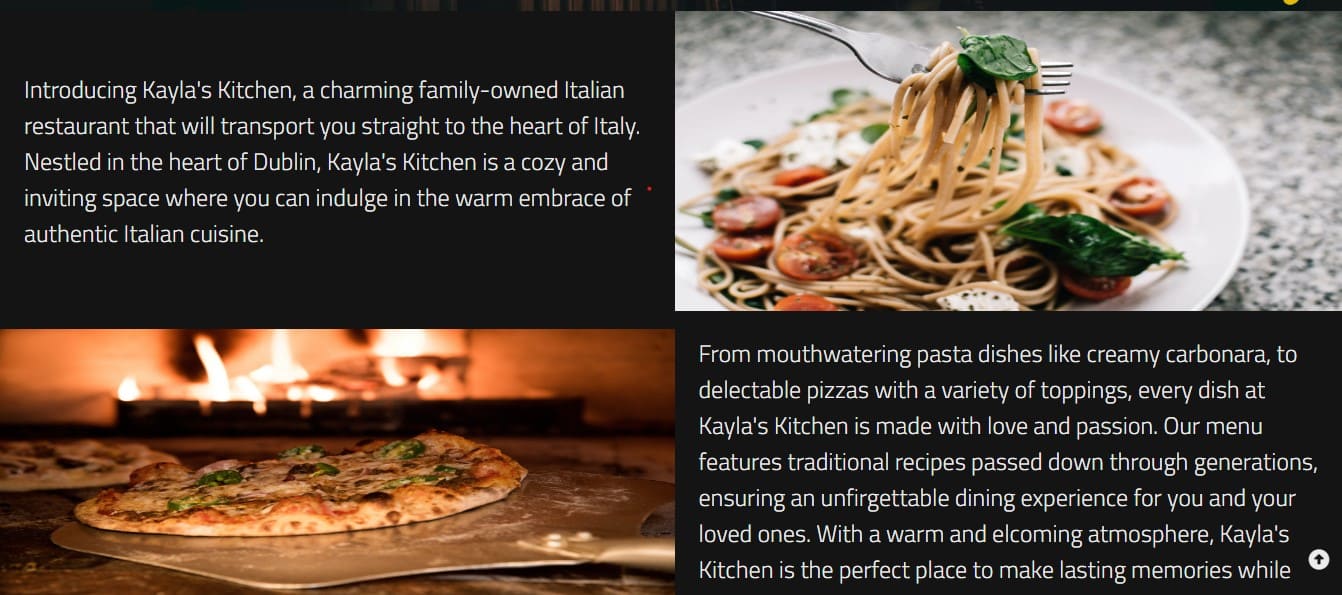 Introducing Kayla's Kitchen, a charming family-owned Italian
restaurant that will transport you straight to the heart of Italy.
Nestled in the heart of Dublin, Kayla's Kitchen is a cozy and
inviting space where you can indulge in the warm embrace of
authentic Italian cuisine.
From mouthwatering pasta dishes like creamy carbonara, to
delectable pizzas with a variety of toppings, every dish at
Kayla's Kitchen is made with love and passion. Our menu
features traditional recipes passed down through generations,
ensuring an unfirgettable dining experience for you and your
loved ones. With a warm and elcoming atmosphere, Kayla's
Kitchen is the perfect place to make lasting memories while